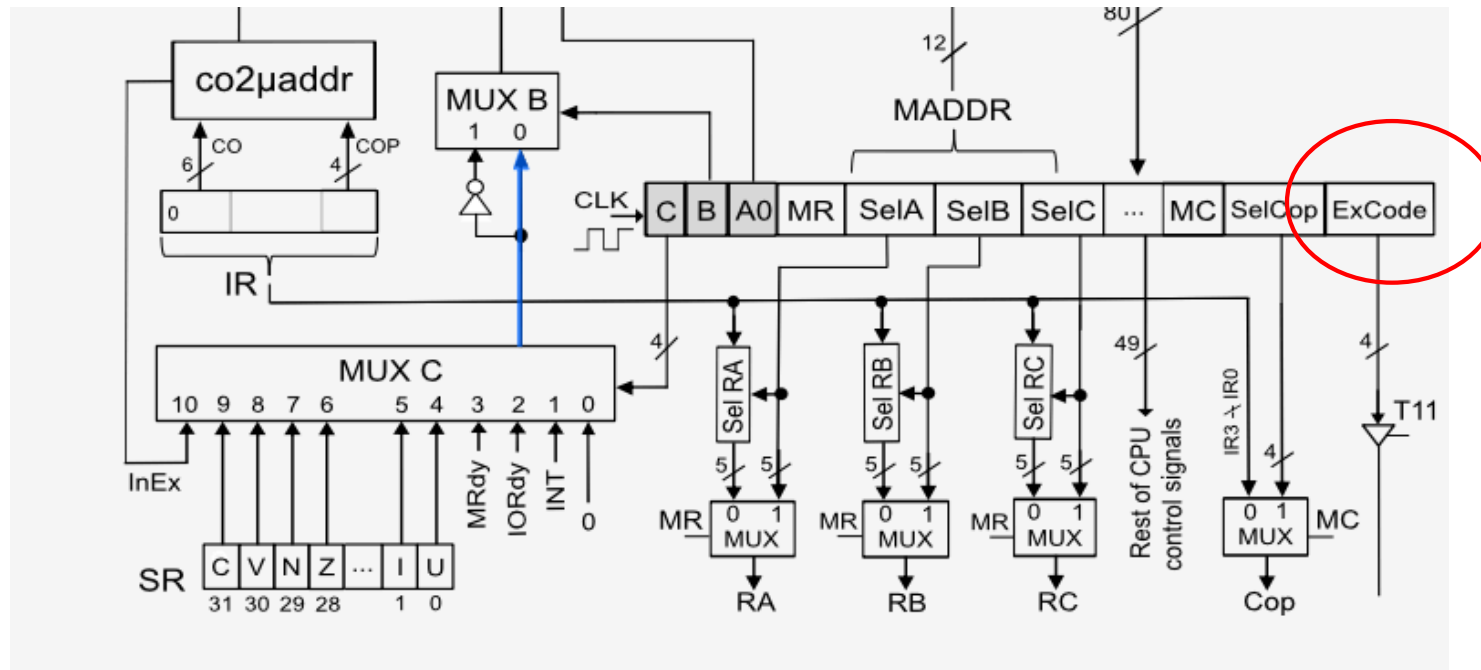 80
12
co2µaddr
MUX B
1 0
MADDR
6 CO
COP 4
CLK
C B A0 MR SelA SelB SelC ... MC SelCop ExCode
0
IR
4
49
4
MUX C
10 9 8 7 6 5 4 3 2 1 0
Sel RA
Sel RB
Sel RC
Rest of CPU
control signals
IR3 IR0
4
T11
InEx
MRdy
IORdy
INT
0
5 5 5 5 5 5
MR 0 1
MUX
MR 0 1
MUX
MR 0 1
MUX
0 1 MC
MUX
SR C V N Z ... I U
31 30 29 28 1 0
RA RB RC Cop